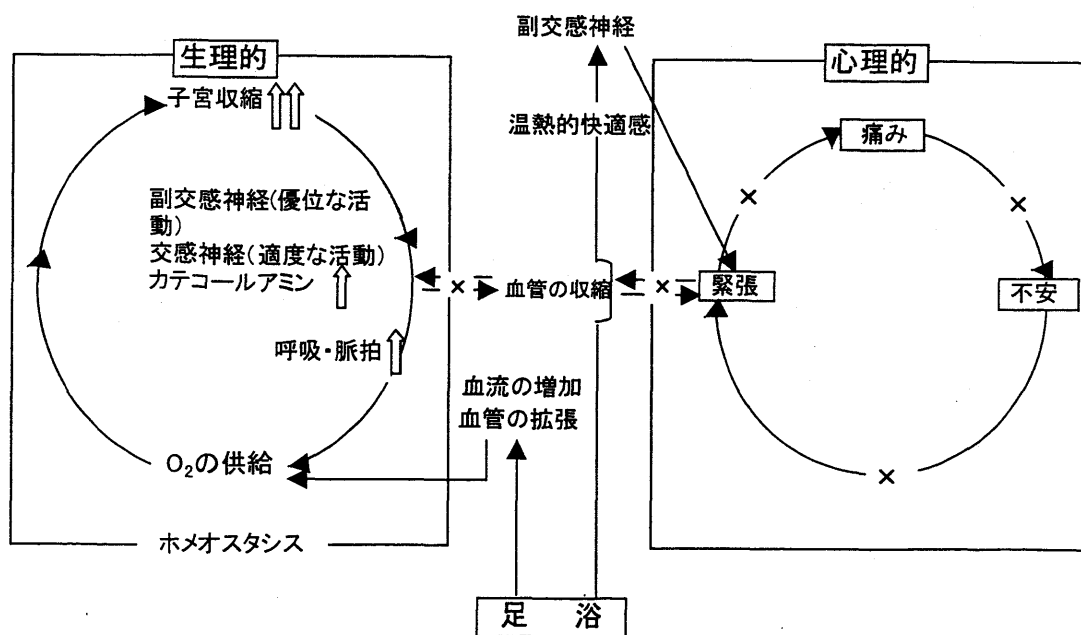 副交感神経
生理的
心理的
子宮収縮
温熱的快適感
痛み
副交感神経(優位な活
動)
交感神経(適度な活動)
カテコールアミン
× 血管の収縮 ×
緊張
不安
×
×
×
呼吸・脈拍
血流の増加
血管の拡張
O₂の供給
ホメオスタシス
足 浴